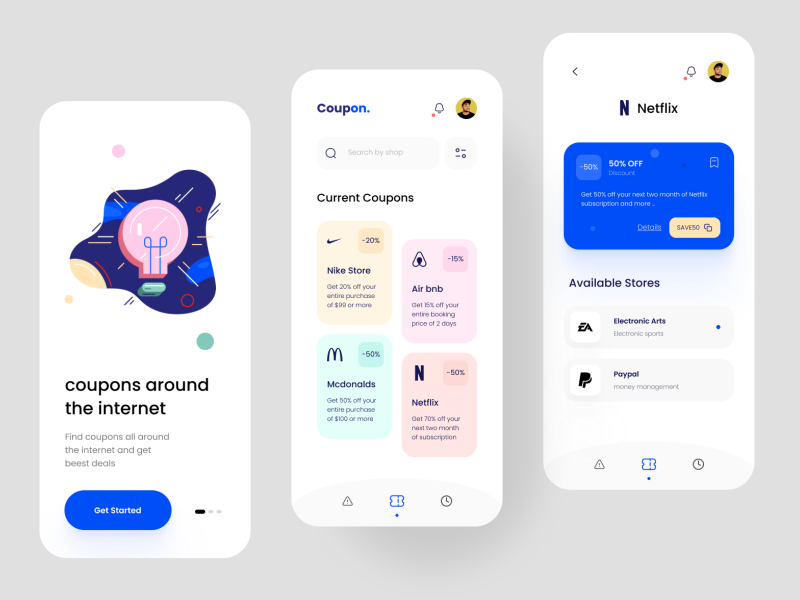 coupons around
the internet
Find coupons all around
the internet and get
beest deals
Get Started
Coupon.
Search by shop
Current Coupons
-20%
Nike Store
Get 20% off your
entire purchase
of $99 or more
-15%
Air bnb
Get 15% off your
entire booking
price of 2 days
-50%
Mcdonalds
Get 50% off your
entire purchase
of $100 or more
N
-50%
Netflix
Get 70% off your
next two month
of subscription
N Netflix
-50%
50% OFF
Discount
Get 50% off your next two month of Netflix
subscription and more ..
Details
SAVE50
Available Stores
EA
Electronic Arts
Electronic sports
Paypal
money management